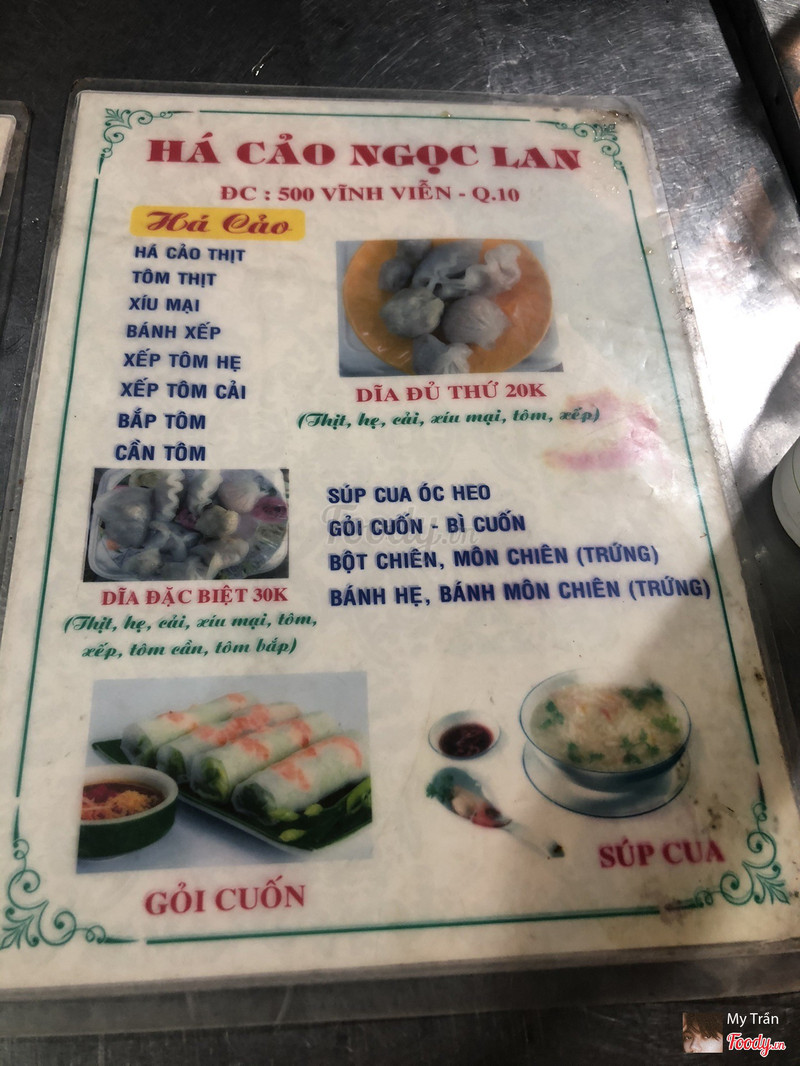 HÁ CẢO NGỌC LAN
ĐC : 500 VĨNH VIỄN - Q.10
Há Cảo
HÁ CẢO THỊT
TÔM THỊT
XÍU MẠI
BÁNH XẾP
XẾP TÔM HẸ
XẾP TÔM CẢI
BẮP TÔM
CẦN TÔM
DĨA ĐỦ THỨ 20K
(Thịt, hẹ, cải, xíu mại, tôm, xếp)
DĨA ĐẶC BIỆT 30K
(Thịt, hẹ, cải, xíu mại, tôm,
xếp, tôm cần, tôm bắp)
SÚP CUA ÓC HEO
GỎI CUỐN - BÌ CUỐN
BỘT CHIÊN, MÔN CHIÊN (TRỨNG)
BÁNH HẸ, BÁNH MÔN CHIÊN (TRỨNG)
Foody.vn
GỎI CUỐN
SÚP CUA
My Trần
Foody.vn